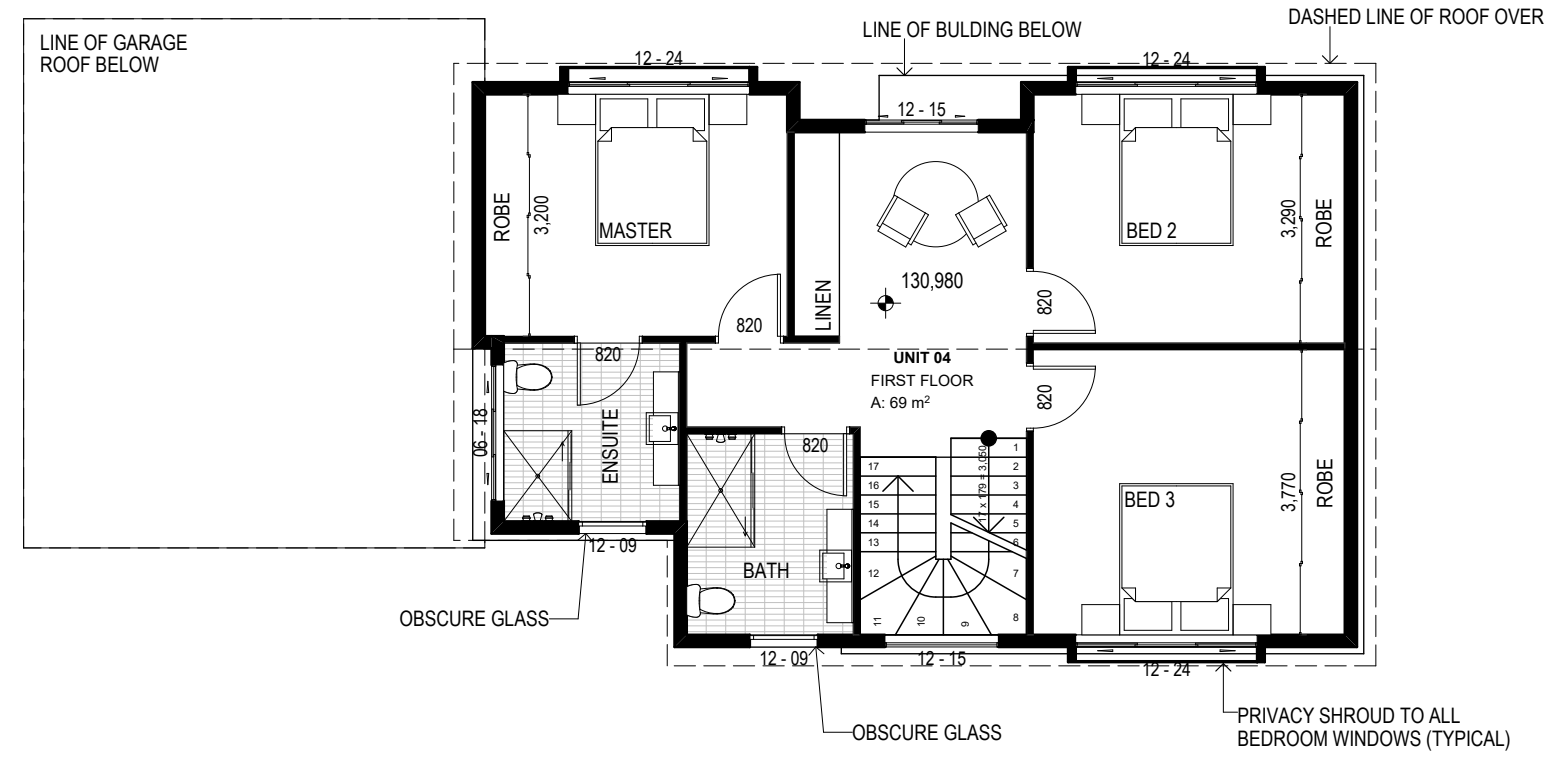 DASHED LINE OF ROOF OVER
LINE OF BULDING BELOW
LINE OF GARAGE
ROOF BELOW
12 - 24
12 - 24
12 - 15
ROBE
3,200
MASTER
820
LINEN
130,980
BED 2
3,290
ROBE
820
820
UNIT 04
FIRST FLOOR
A: 69 m²
820
06 - 18
ENSUITE
820
BED 3
3,770
ROBE
17 x 179 = 3,050
1
2
3
4
5
6
7
8
9
10
11
12
13
14
15
16
17
BATH
12 - 09
OBSCURE GLASS
12 - 09
12 - 15
12 - 24
OBSCURE GLASS
PRIVACY SHROUD TO ALL
BEDROOM WINDOWS (TYPICAL)